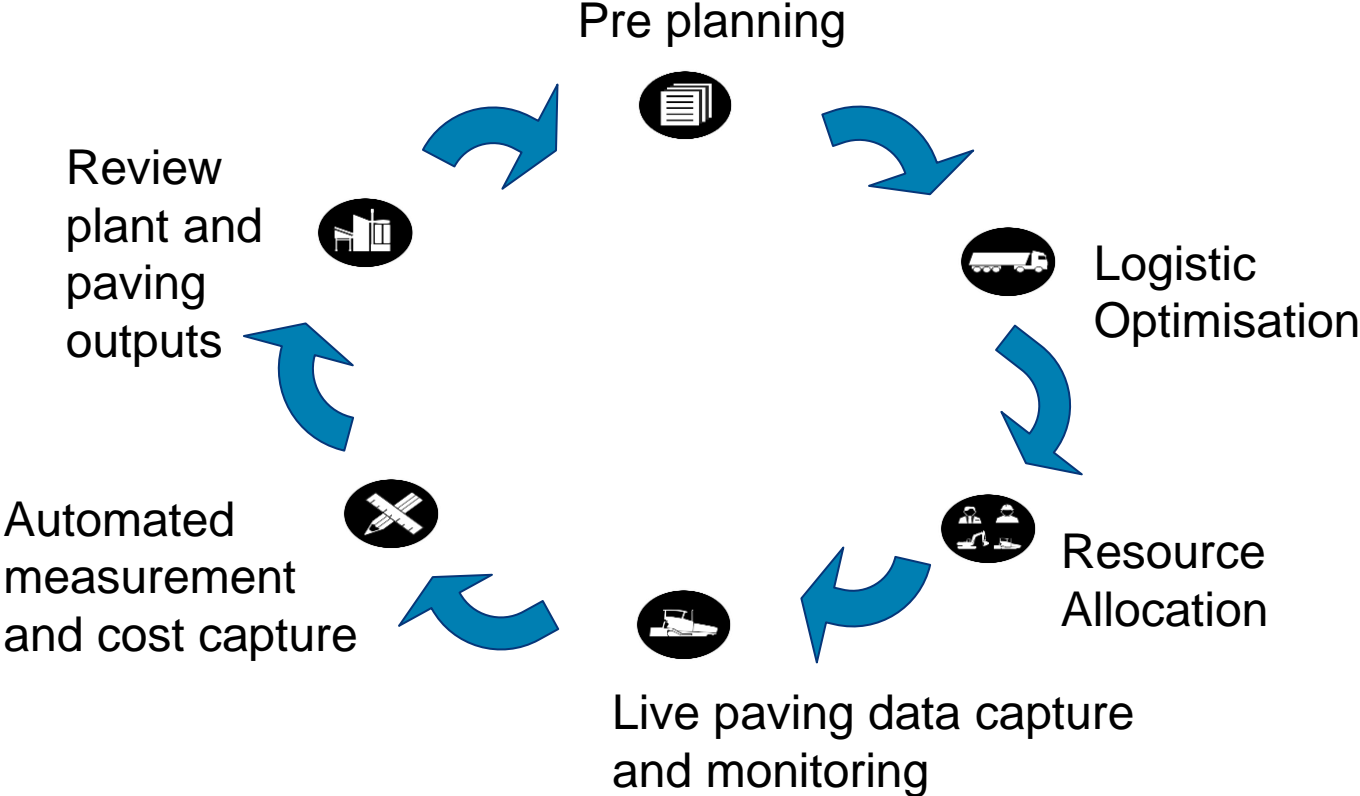 Pre planning
Logistic
Optimisation
Resource
Allocation
Live paving data capture
and monitoring
Automated
measurement
and cost capture
Review
plant and
paving
outputs